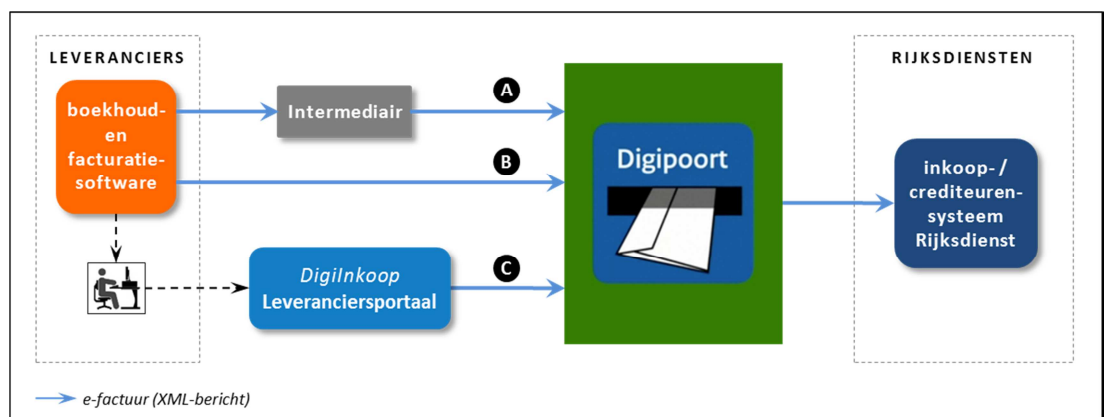 LEVERANCIERS
boekhoud-
en
facturatie-
software
Intermediair
A
B
DigiInkoop
Leveranciersportaal
C
Digipoort
RIJKSDIENSTEN
inkoop- /
crediteuren-
systeem
Rijksdienst
e-factuur (XML-bericht)